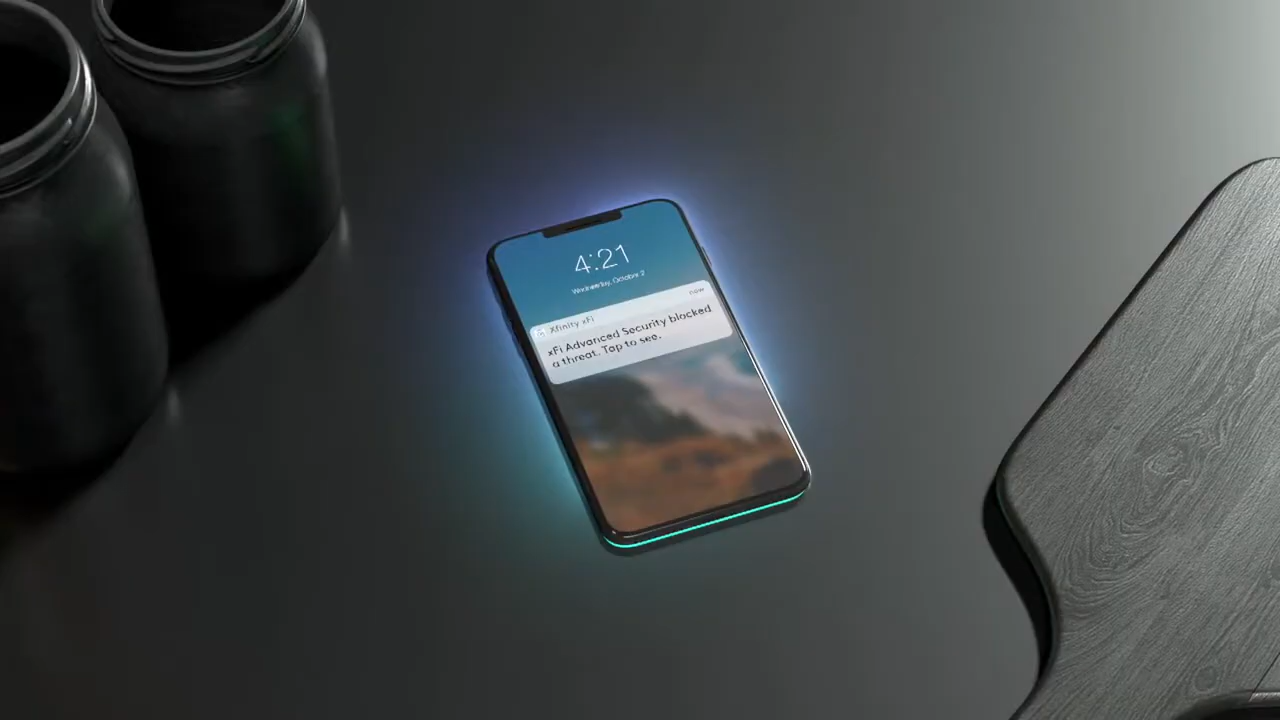 4:21
Wednesday, October 2
now
Xfinity xFi
xFi Advanced Security blocked
a threat. Tap to see.